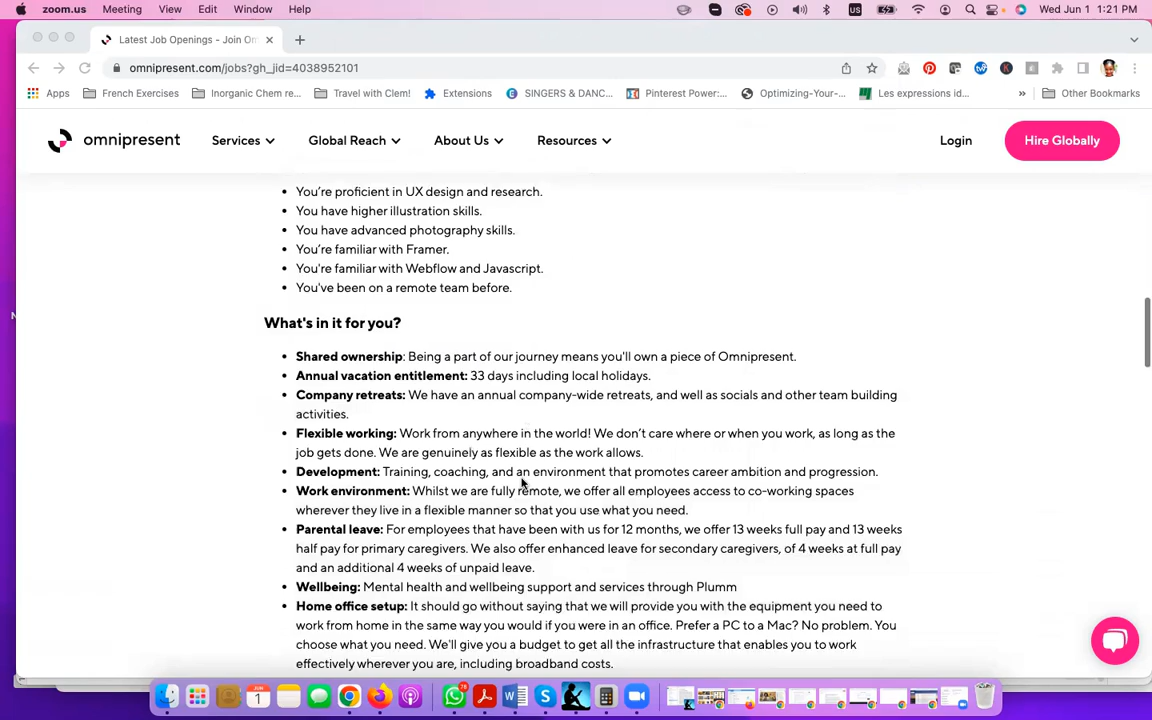 zoom.us Meeting View Edit Window Help US Wed Jun 1 1:21 PM
Latest Job Openings - Join Om
omnipresent.com/jobs?gh_jid=4038952101
Apps French Exercises Inorganic Chem re... Travel with Clem! Extensions SINGERS & DANC... Pinterest Power:... Optimizing-Your-... Les expressions id... » Other Bookmarks
omnipresent Services Global Reach About Us Resources Login Hire Globally
• You're proficient in UX design and research.
• You have higher illustration skills.
• You have advanced photography skills.
• You're familiar with Framer.
• You're familiar with Webflow and Javascript.
• You've been on a remote team before.
What's in it for you?
• Shared ownership: Being a part of our journey means you'll own a piece of Omnipresent.
• Annual vacation entitlement: 33 days including local holidays.
• Company retreats: We have an annual company-wide retreats, and well as socials and other team building
activities.
• Flexible working: Work from anywhere in the world! We don't care where or when you work, as long as the
job gets done. We are genuinely as flexible as the work allows.
• Development: Training, coaching, and an environment that promotes career ambition and progression.
• Work environment: Whilst we are fully remote, we offer all employees access to co-working spaces
wherever they live in a flexible manner so that you use what you need.
• Parental leave: For employees that have been with us for 12 months, we offer 13 weeks full pay and 13 weeks
half pay for primary caregivers. We also offer enhanced leave for secondary caregivers, of 4 weeks at full pay
and an additional 4 weeks of unpaid leave.
• Wellbeing: Mental health and wellbeing support and services through Plumm
• Home office setup: It should go without saying that we will provide you with the equipment you need to
work from home in the same way you would if you were in an office. Prefer a PC to a Mac? No problem. You
choose what you need. We'll give you a budget to get all the infrastructure that enables you to work
effectively wherever you are, including broadband costs.